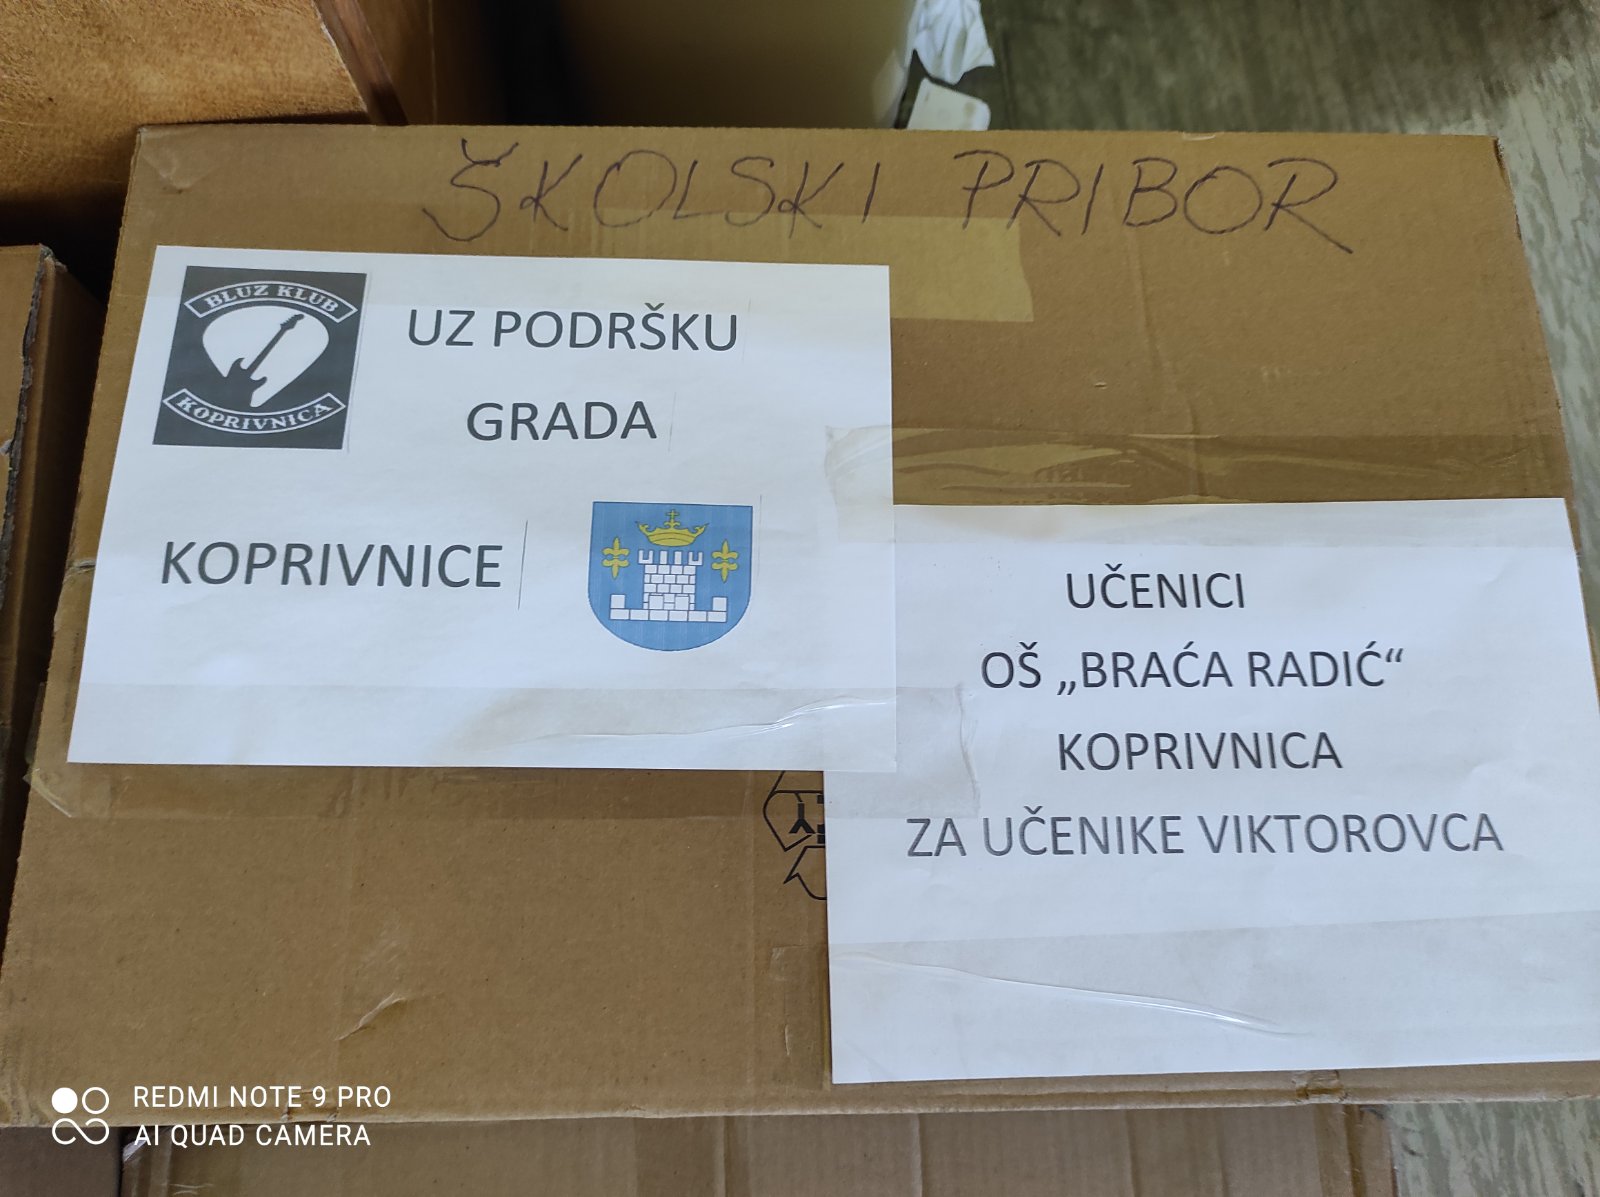 ŠKOLSKI PRIBOR
BLUZ KLUB
KOPRIVNICA
UZ PODRŠKU
GRADA
KOPRIVNICE
UČENICI
OŠ „BRAĆA RADIĆ“
KOPRIVNICA
ZA UČENIKE VIKTOROVCA
REDMI NOTE 9 PRO
AI QUAD CAMERA